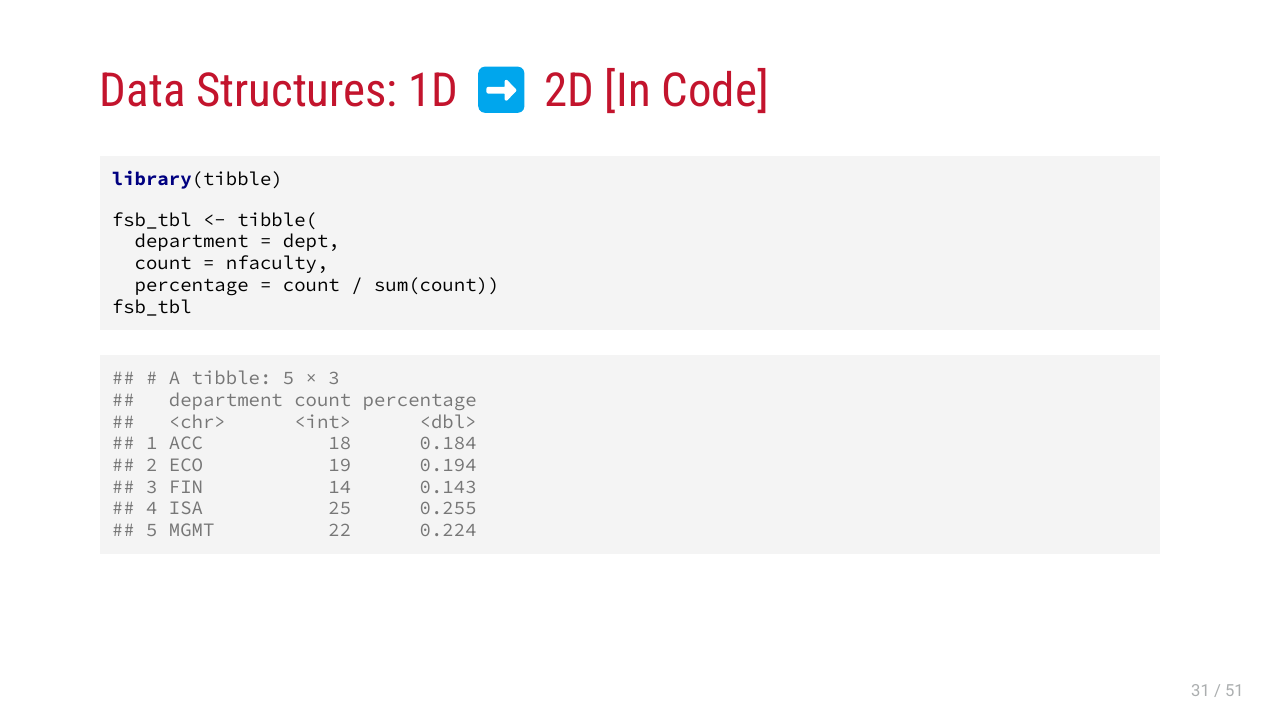 Data Structures: 1D ➡️ 2D [In Code]
library(tibble)
fsb_tbl <- tibble(
  department = dept,
  count = nfaculty,
  percentage = count / sum(count))
fsb_tbl
## # A tibble: 5 × 3
##   department count percentage
##   <chr>      <int>      <dbl>
## 1 ACC           18      0.184
## 2 ECO           19      0.194
## 3 FIN           14      0.143
## 4 ISA           25      0.255
## 5 MGMT          22      0.224
31 / 51